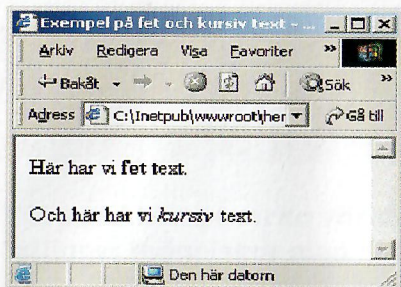 Exempel på fet och kursiv text - ...
Arkiv Redigera Visa Favoriter »
Bakåt Sök »
Adress C:\Inetpub\wwwroot\her Gå till
Här har vi fet text.
Och här har vi kursiv text.
Den här datorn